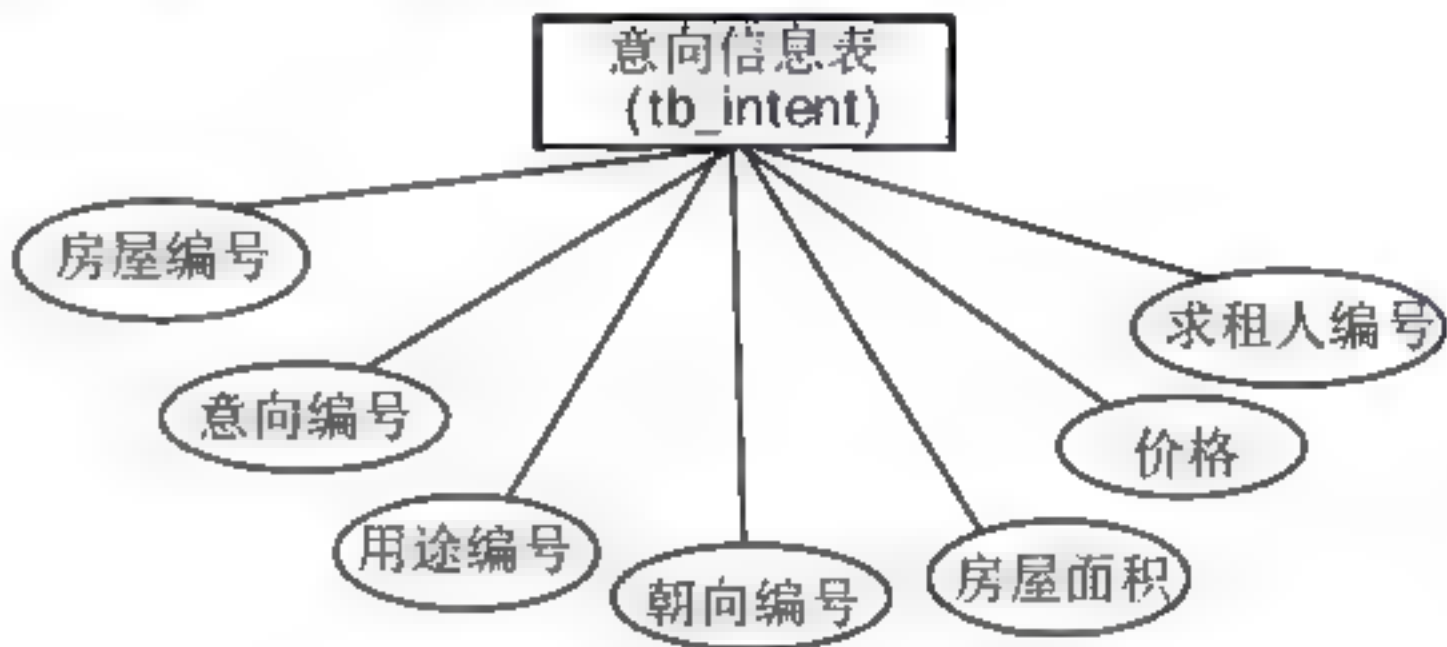 意向信息表
(tb_intent)
房屋编号
求租人编号
意向编号
价格
用途编号
房屋面积
朝向编号